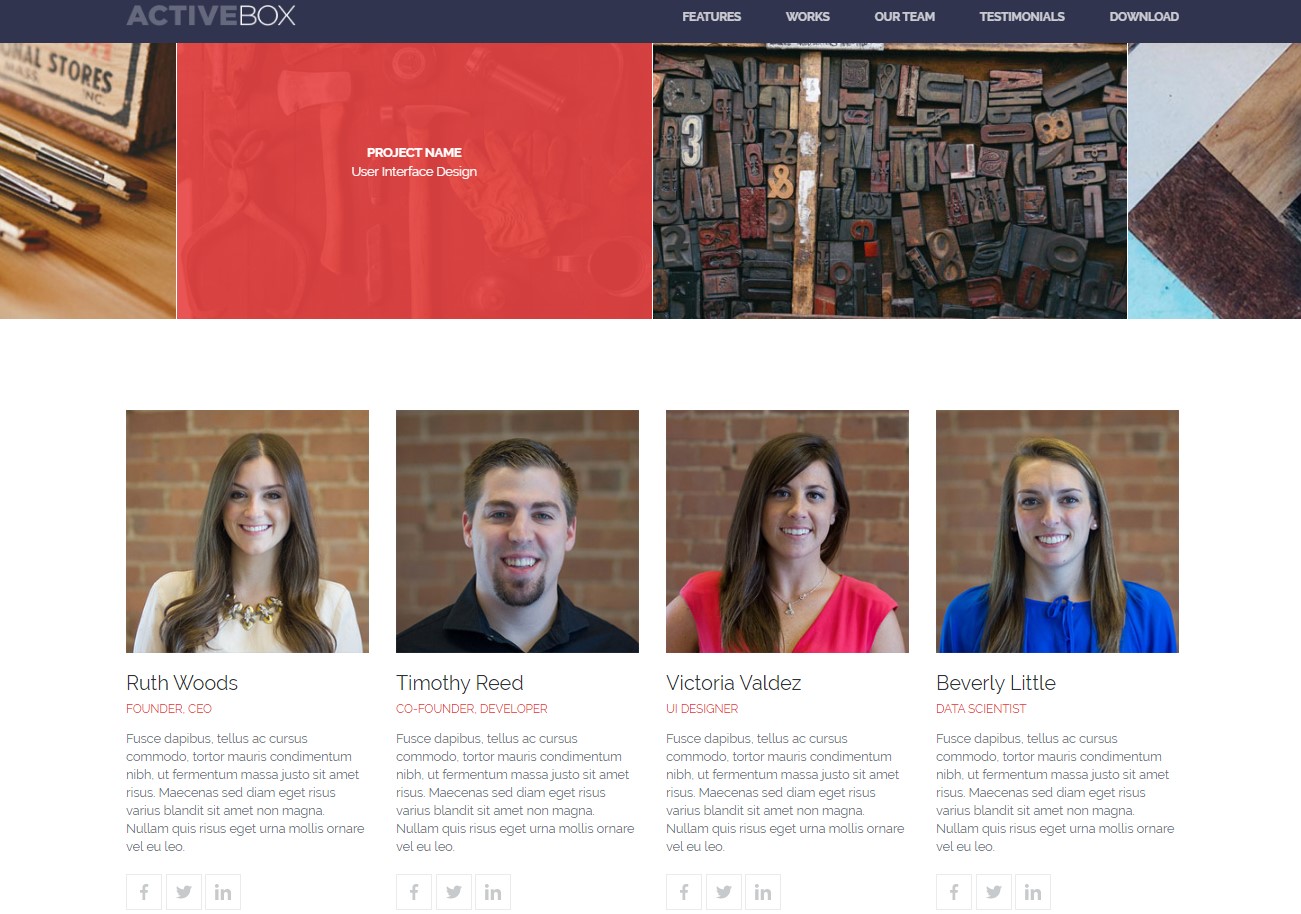 ACTIVEBOX
FEATURES WORKS OUR TEAM TESTIMONIALS DOWNLOAD
STORES
INC.
PROJECT NAME
User Interface Design
Ruth Woods
FOUNDER, CEO
Fusce dapibus, tellus ac cursus
commodo, tortor mauris condimentum
nibh, ut fermentum massa justo sit amet
risus. Maecenas sed diam eget risus
varius blandit sit amet non magna.
Nullam quis risus eget urna mollis ornare
vel eu leo.
Timothy Reed
CO-FOUNDER, DEVELOPER
Fusce dapibus, tellus ac cursus
commodo, tortor mauris condimentum
nibh, ut fermentum massa justo sit amet
risus. Maecenas sed diam eget risus
varius blandit sit amet non magna.
Nullam quis risus eget urna mollis ornare
vel eu leo.
Victoria Valdez
UI DESIGNER
Fusce dapibus, tellus ac cursus
commodo, tortor mauris condimentum
nibh, ut fermentum massa justo sit amet
risus. Maecenas sed diam eget risus
varius blandit sit amet non magna.
Nullam quis risus eget urna mollis ornare
vel eu leo.
Beverly Little
DATA SCIENTIST
Fusce dapibus, tellus ac cursus
commodo, tortor mauris condimentum
nibh, ut fermentum massa justo sit amet
risus. Maecenas sed diam eget risus
varius blandit sit amet non magna.
Nullam quis risus eget urna mollis ornare
vel eu leo.